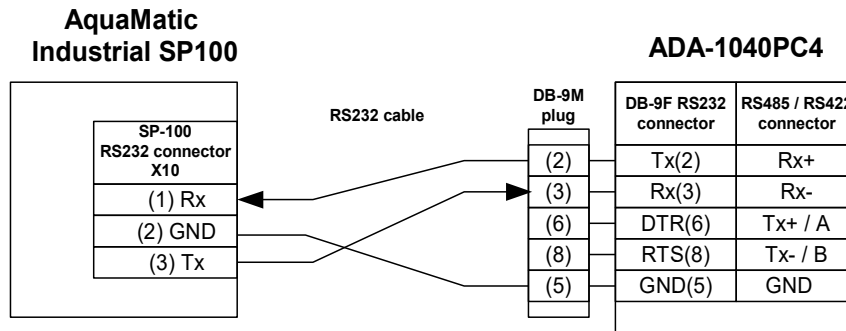 AquaMatic
Industrial SP100
ADA-1040PC4
RS232 cable
DB-9M
plug
DB-9F RS232
connector
RS485 / RS422
connector
SP-100
RS232 connector
X10
(1) Rx
(2) GND
(3) Tx
(2)
Tx(2)
Rx+
(3)
Rx(3)
Rx-
(6)
DTR(6)
Tx+ / A
(8)
RTS(8)
Tx- / B
(5)
GND(5)
GND